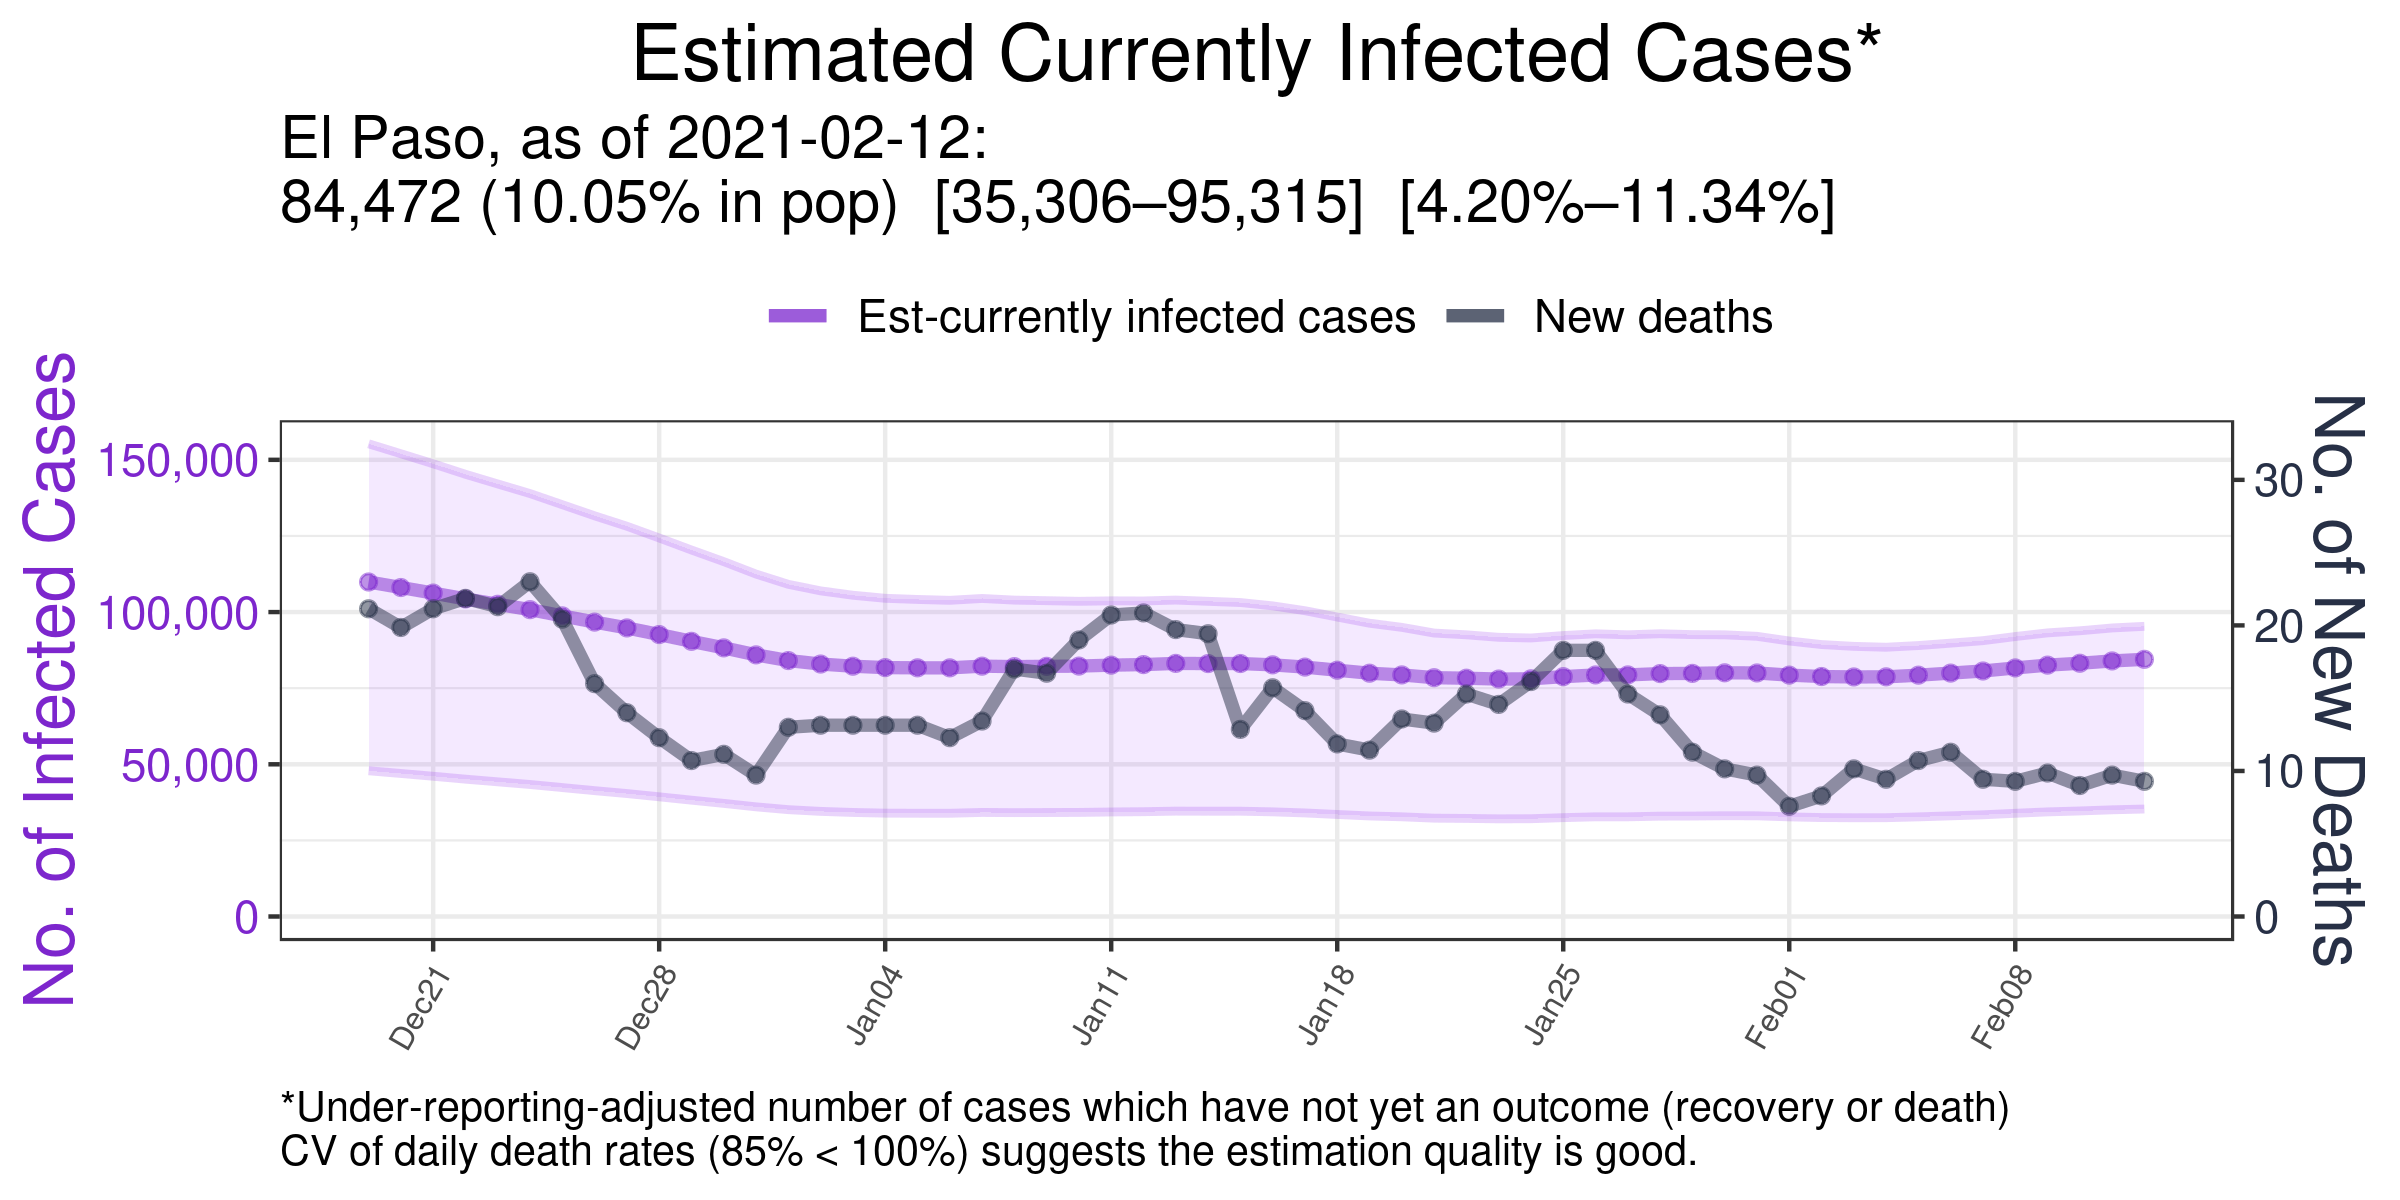 Estimated Currently Infected Cases*
El Paso, as of 2021-02-12:
84,472 (10.05% in pop)  [35,306–95,315]  [4.20%–11.34%]
Est-currently infected cases
New deaths
No. of Infected Cases
150,000
100,000
50,000
0
No. of New Deaths
30
20
10
0
Dec21
Dec28
Jan04
Jan11
Jan18
Jan25
Feb01
Feb08
*Under-reporting-adjusted number of cases which have not yet an outcome (recovery or death)
CV of daily death rates (85% < 100%) suggests the estimation quality is good.